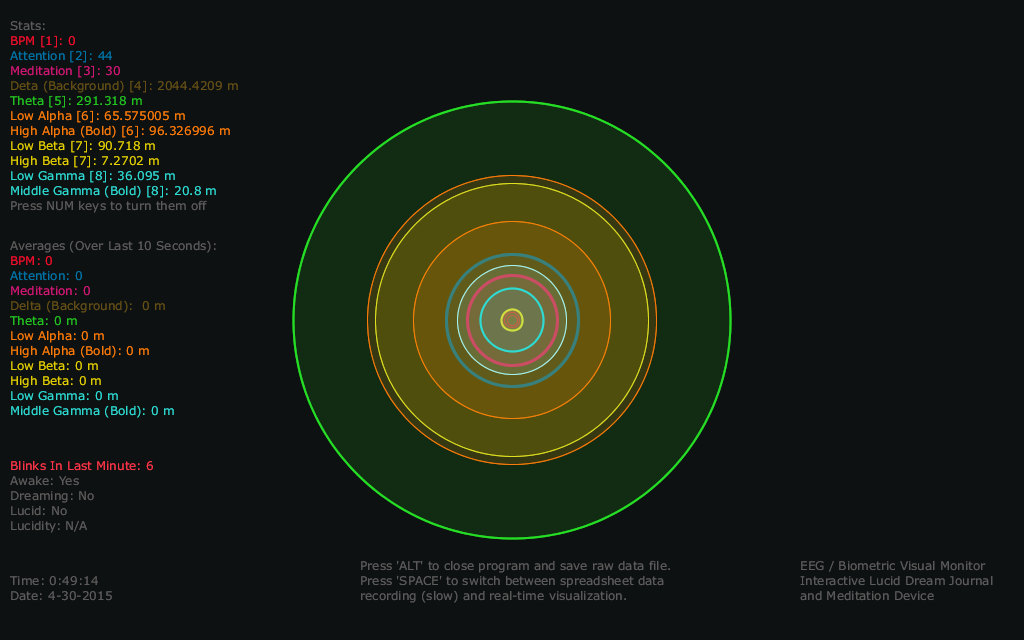 Stats:
BPM [1]: 0
Attention [2]: 44
Meditation [3]: 30
Deta (Background) [4]: 2044.4209 m
Theta [5]: 291.318 m
Low Alpha [6]: 65.575005 m
High Alpha (Bold) [6]: 96.326996 m
Low Beta [7]: 90.718 m
High Beta [7]: 7.2702 m
Low Gamma [8]: 36.095 m
Middle Gamma (Bold) [8]: 20.8 m
Press NUM keys to turn them off
Averages (Over Last 10 Seconds):
BPM: 0
Attention: 0
Meditation: 0
Delta (Background):  0 m
Theta: 0 m
Low Alpha: 0 m
High Alpha (Bold): 0 m
Low Beta: 0 m
High Beta: 0 m
Low Gamma: 0 m
Middle Gamma (Bold): 0 m
Blinks In Last Minute: 6
Awake: Yes
Dreaming: No
Lucid: No
Lucidity: N/A
Time: 0:49:14
Date: 4-30-2015
Press 'ALT' to close program and save raw data file.
Press 'SPACE' to switch between spreadsheet data
recording (slow) and real-time visualization.
EEG / Biometric Visual Monitor
Interactive Lucid Dream Journal
and Meditation Device